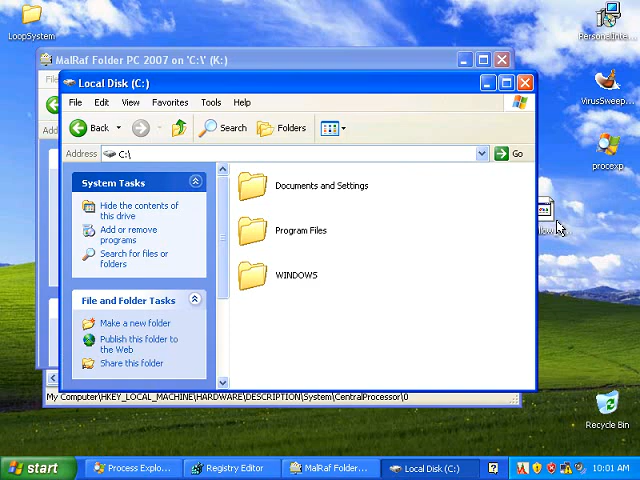 LoopSystem
PersonalInte...
VirusSweep...
procexp
Recycle Bin
MalRaf Folder PC 2007 on 'C:\' (K:)
Local Disk (C:)
File Edit View Favorites Tools Help
Back Search Folders
Address C:\ Go
System Tasks
Hide the contents of
this drive
Add or remove
programs
Search for files or
folders
File and Folder Tasks
Make a new folder
Publish this folder to
the Web
Share this folder
Documents and Settings
Program Files
WINDOWS
My Computer\HKEY_LOCAL_MACHINE\HARDWARE\DESCRIPTION\System\CentralProcessor\0
start Process Explo... Registry Editor MalRaf Folder... Local Disk (C:) 10:01 AM